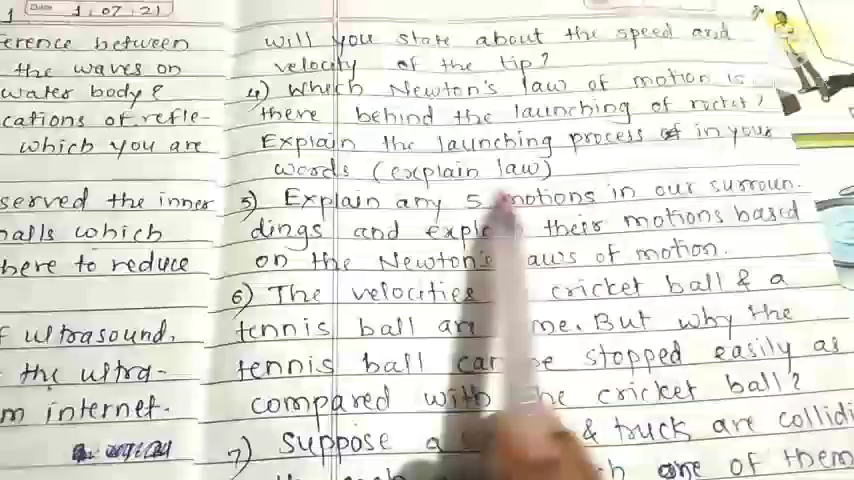 1 Date 1.07.21
erence between
the waves on
water body?
cations of refle-
which you are
served the inner
halls which
here to reduce
f ultrasound.
the ultra-
m internet.
will you state about the speed and
velocity of the tip?
4) Which Newton's law of motion is
there behind the launching of rocket?
Explain the launching process of in your
words (explain law)
5) Explain any 5 motions in our surroun-
dings and their motions based
on the Newton's laws of motion.
6) The velocities cricket ball & a
tennis ball are But why the
tennis ball can be stopped easily as
compared with the cricket ball?
7) Suppose a & truck are collidi
one of them